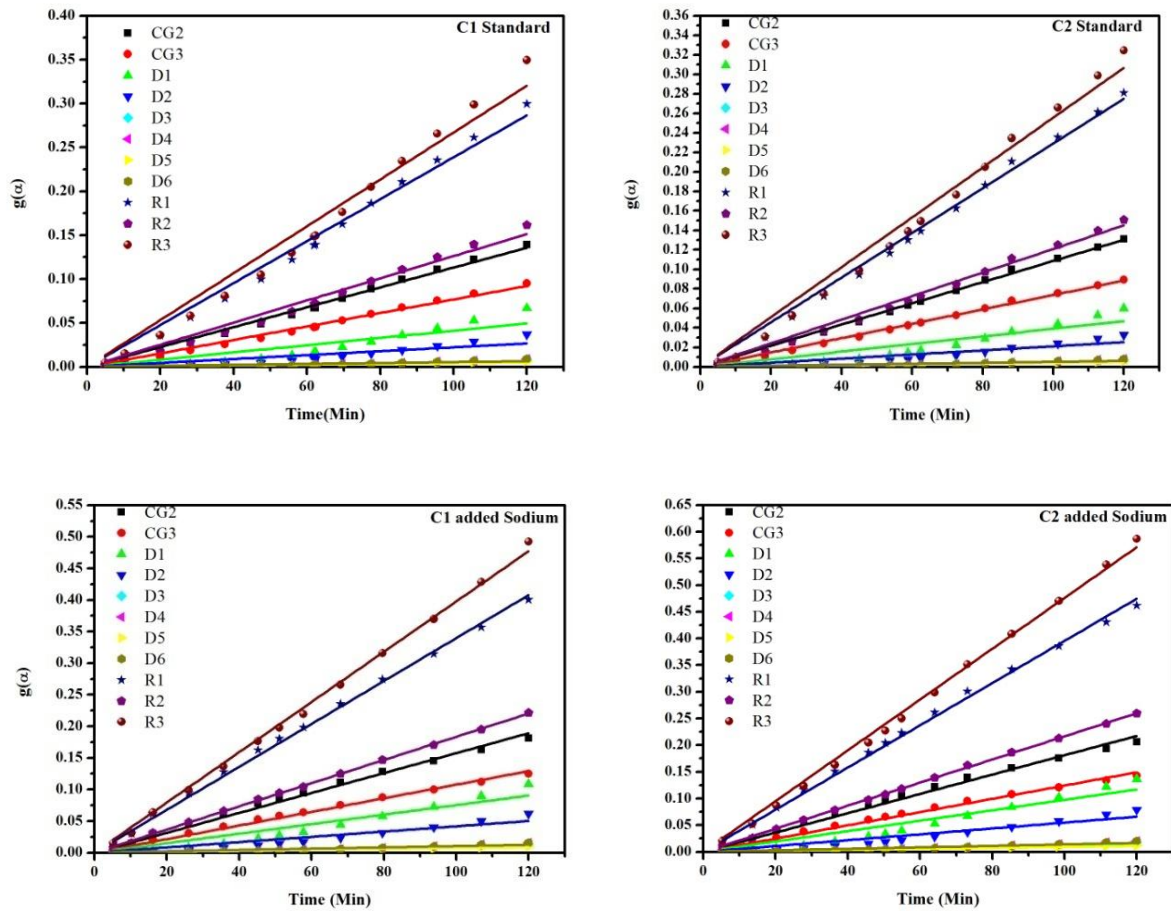 C1 Standard
CG2
CG3
D1
D2
D3
D4
D5
D6
R1
R2
R3
0.40
0.35
0.30
0.25
0.20
0.15
0.10
0.05
0.00
g(α)
0 20 40 60 80 100 120
Time(Min)
C2 Standard
CG2
CG3
D1
D2
D3
D4
D5
D6
R1
R2
R3
0.36
0.34
0.32
0.30
0.28
0.26
0.24
0.22
0.20
0.18
0.16
0.14
0.12
0.10
0.08
0.06
0.04
0.02
0.00
g(α)
0 20 40 60 80 100 120
Time (Min)
C1 added Sodium
CG2
CG3
D1
D2
D3
D4
D5
D6
R1
R2
R3
0.55
0.50
0.45
0.40
0.35
0.30
0.25
0.20
0.15
0.10
0.05
0.00
g(α)
0 20 40 60 80 100 120
Time (Min)
C2 added Sodium
CG2
CG3
D1
D2
D3
D4
D5
D6
R1
R2
R3
0.65
0.60
0.55
0.50
0.45
0.40
0.35
0.30
0.25
0.20
0.15
0.10
0.05
0.00
0 20 40 60 80 100 120
Time (Min)